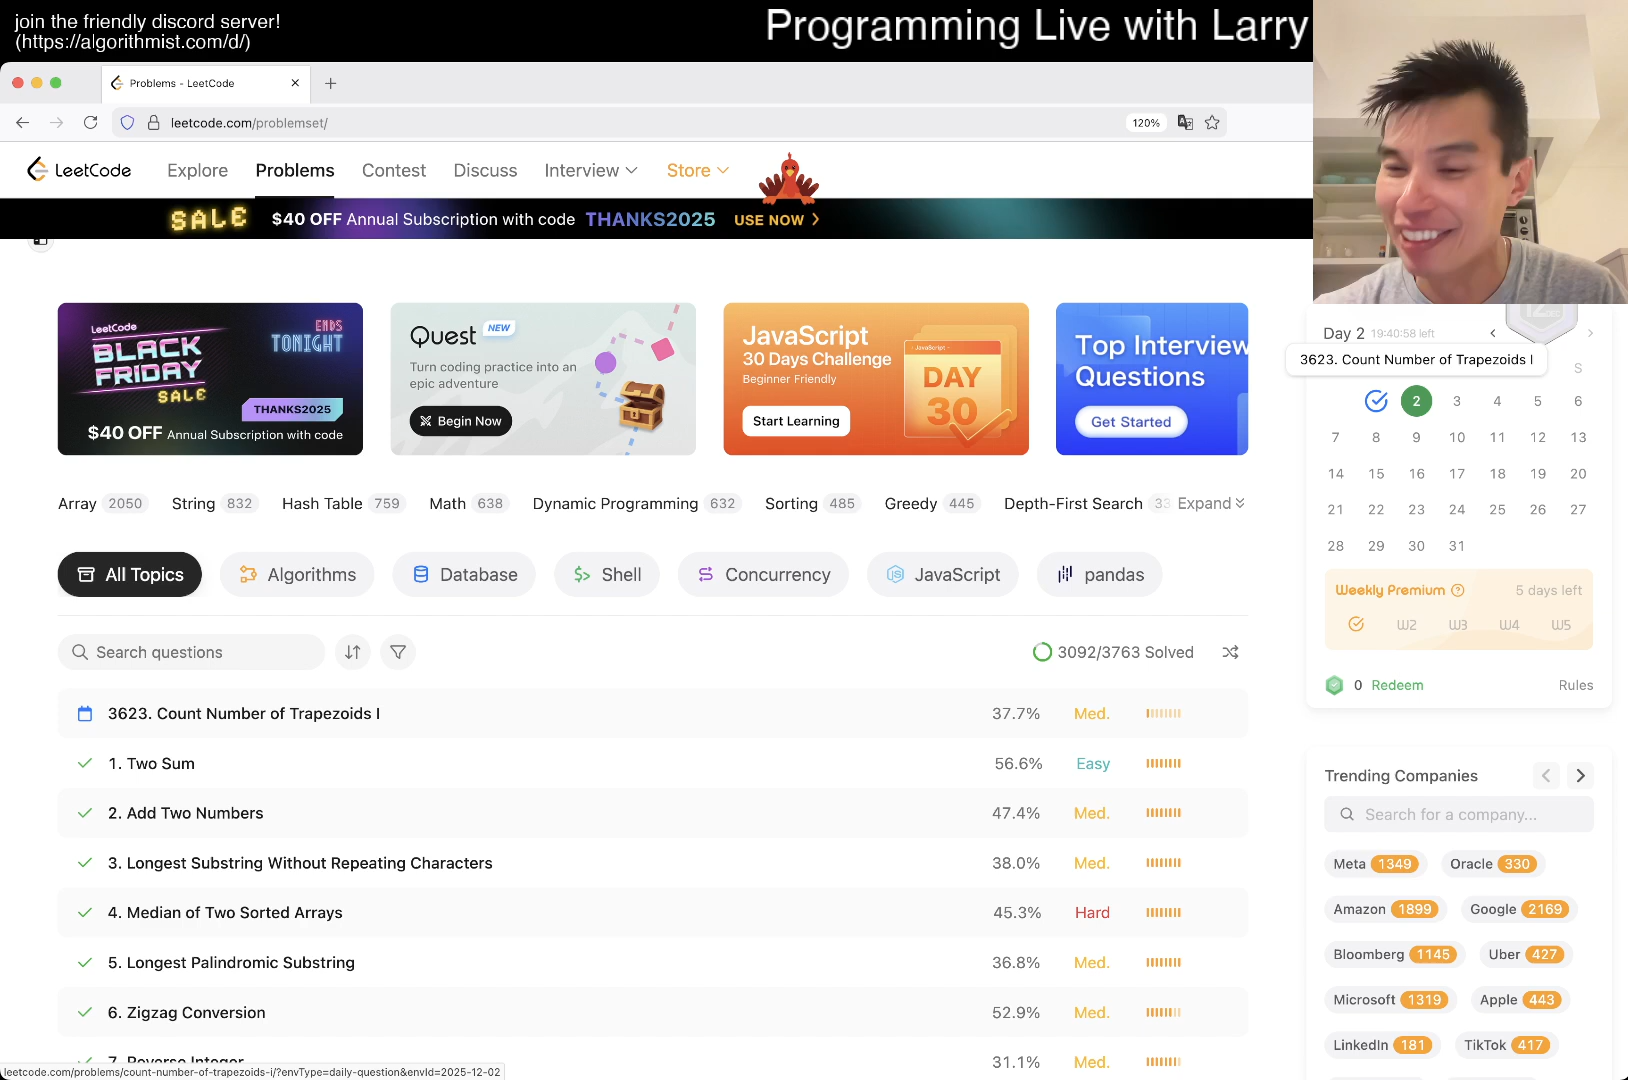 join the friendly discord server!
(https://algorithmist.com/d/)
Programming Live with Larry
Problems - LeetCode
leetcode.com/problemset/
120%
LeetCode
Explore
Problems
Contest
Discuss
Interview
Store
SALE
$40 OFF Annual Subscription with code THANKS2025 USE NOW
LeetCode
BLACK
FRIDAY
SALE
ENDS
TONIGHT
THANKS2025
$40 OFF Annual Subscription with code
Quest NEW
Turn coding practice into an
epic adventure
Begin Now
JavaScript
30 Days Challenge
Beginner Friendly
Start Learning
JavaScript
DAY
30
Top Interview
Questions
Get Started
Day 2 19:40:58 left
3623. Count Number of Trapezoids I
S
2 3 4 5 6
7 8 9 10 11 12 13
14 15 16 17 18 19 20
21 22 23 24 25 26 27
28 29 30 31
Weekly Premium 5 days left
W2 W3 W4 W5
0 Redeem Rules
Array 2050 String 832 Hash Table 759 Math 638 Dynamic Programming 632 Sorting 485 Greedy 445 Depth-First Search 33 Expand
All Topics
Algorithms
Database
Shell
Concurrency
JavaScript
pandas
Search questions
3092/3763 Solved
3623. Count Number of Trapezoids I 37.7% Med.
1. Two Sum 56.6% Easy
2. Add Two Numbers 47.4% Med.
3. Longest Substring Without Repeating Characters 38.0% Med.
4. Median of Two Sorted Arrays 45.3% Hard
5. Longest Palindromic Substring 36.8% Med.
6. Zigzag Conversion 52.9% Med.
7. Reverse Integer 31.1% Med.
Trending Companies
Search for a company...
Meta 1349 Oracle 330
Amazon 1899 Google 2169
Bloomberg 1145 Uber 427
Microsoft 1319 Apple 443
LinkedIn 181 TikTok 417
leetcode.com/problems/count-number-of-trapezoids-i/?envType=daily-question&envId=2025-12-02